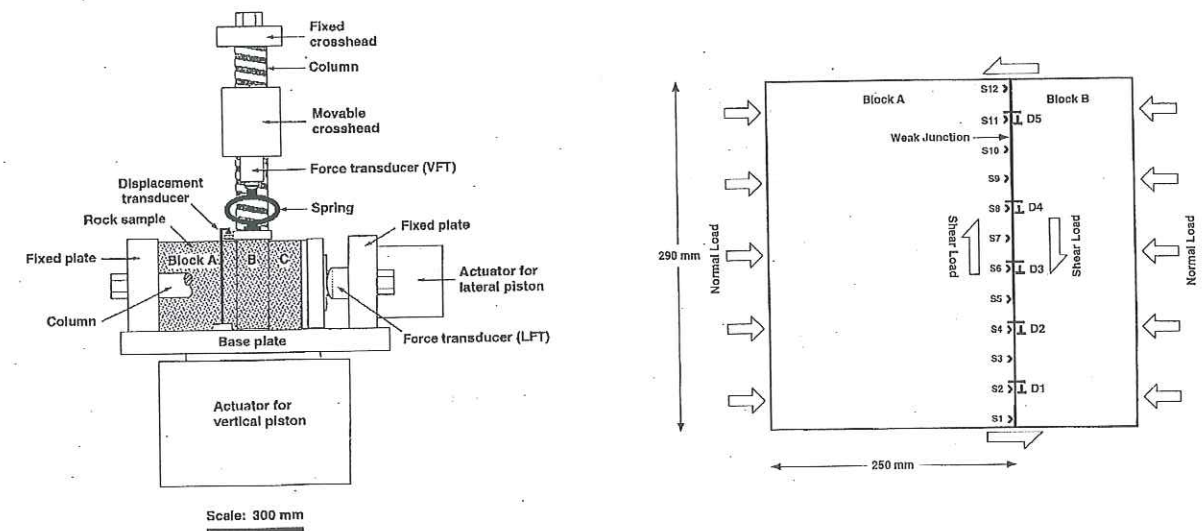 Fixed
crosshead
Column
Movable
crosshead
Force transducer (VFT)
Displacement
transducer
Spring
Rock sample
Fixed plate
Fixed plate
Block A
B
C
Actuator for
lateral piston
Column
Force transducer (LFT)
Base plate
Actuator for
vertical piston
Scale: 300 mm
Block A
Block B
S12
S11
D5
Weak Junction
S10
S9
S8
D4
S7
S6
D3
S5
S4
D2
S3
S2
D1
S1
Shear Load
Shear Load
Normal Load
Normal Load
290 mm
250 mm